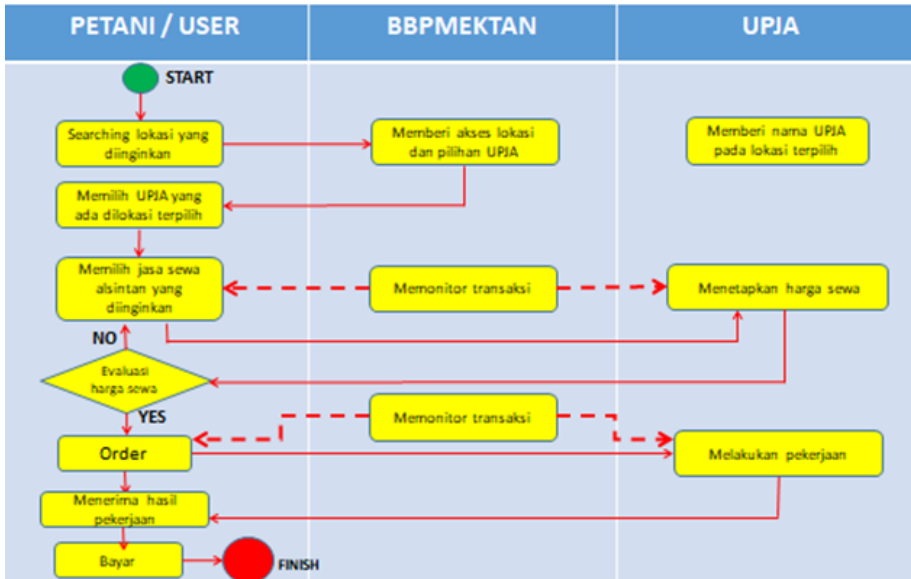 PETANI / USER
BBPMEKTAN
UPJA
START
Searching lokasi yang
diinginkan
Memberi akses lokasi
dan pilihan UPJA
Memberi nama UPJA
pada lokasi terpilih
Memilih UPJA yang
ada dilokasi terpilih
Memilih jasa sewa
alsintan yang
diinginkan
Memonitor transaksi
Menetapkan harga sewa
NO
Evaluasi
harga sewa
YES
Memonitor transaksi
Order
Melakukan pekerjaan
Menerima hasil
pekerjaan
Bayar
FINISH